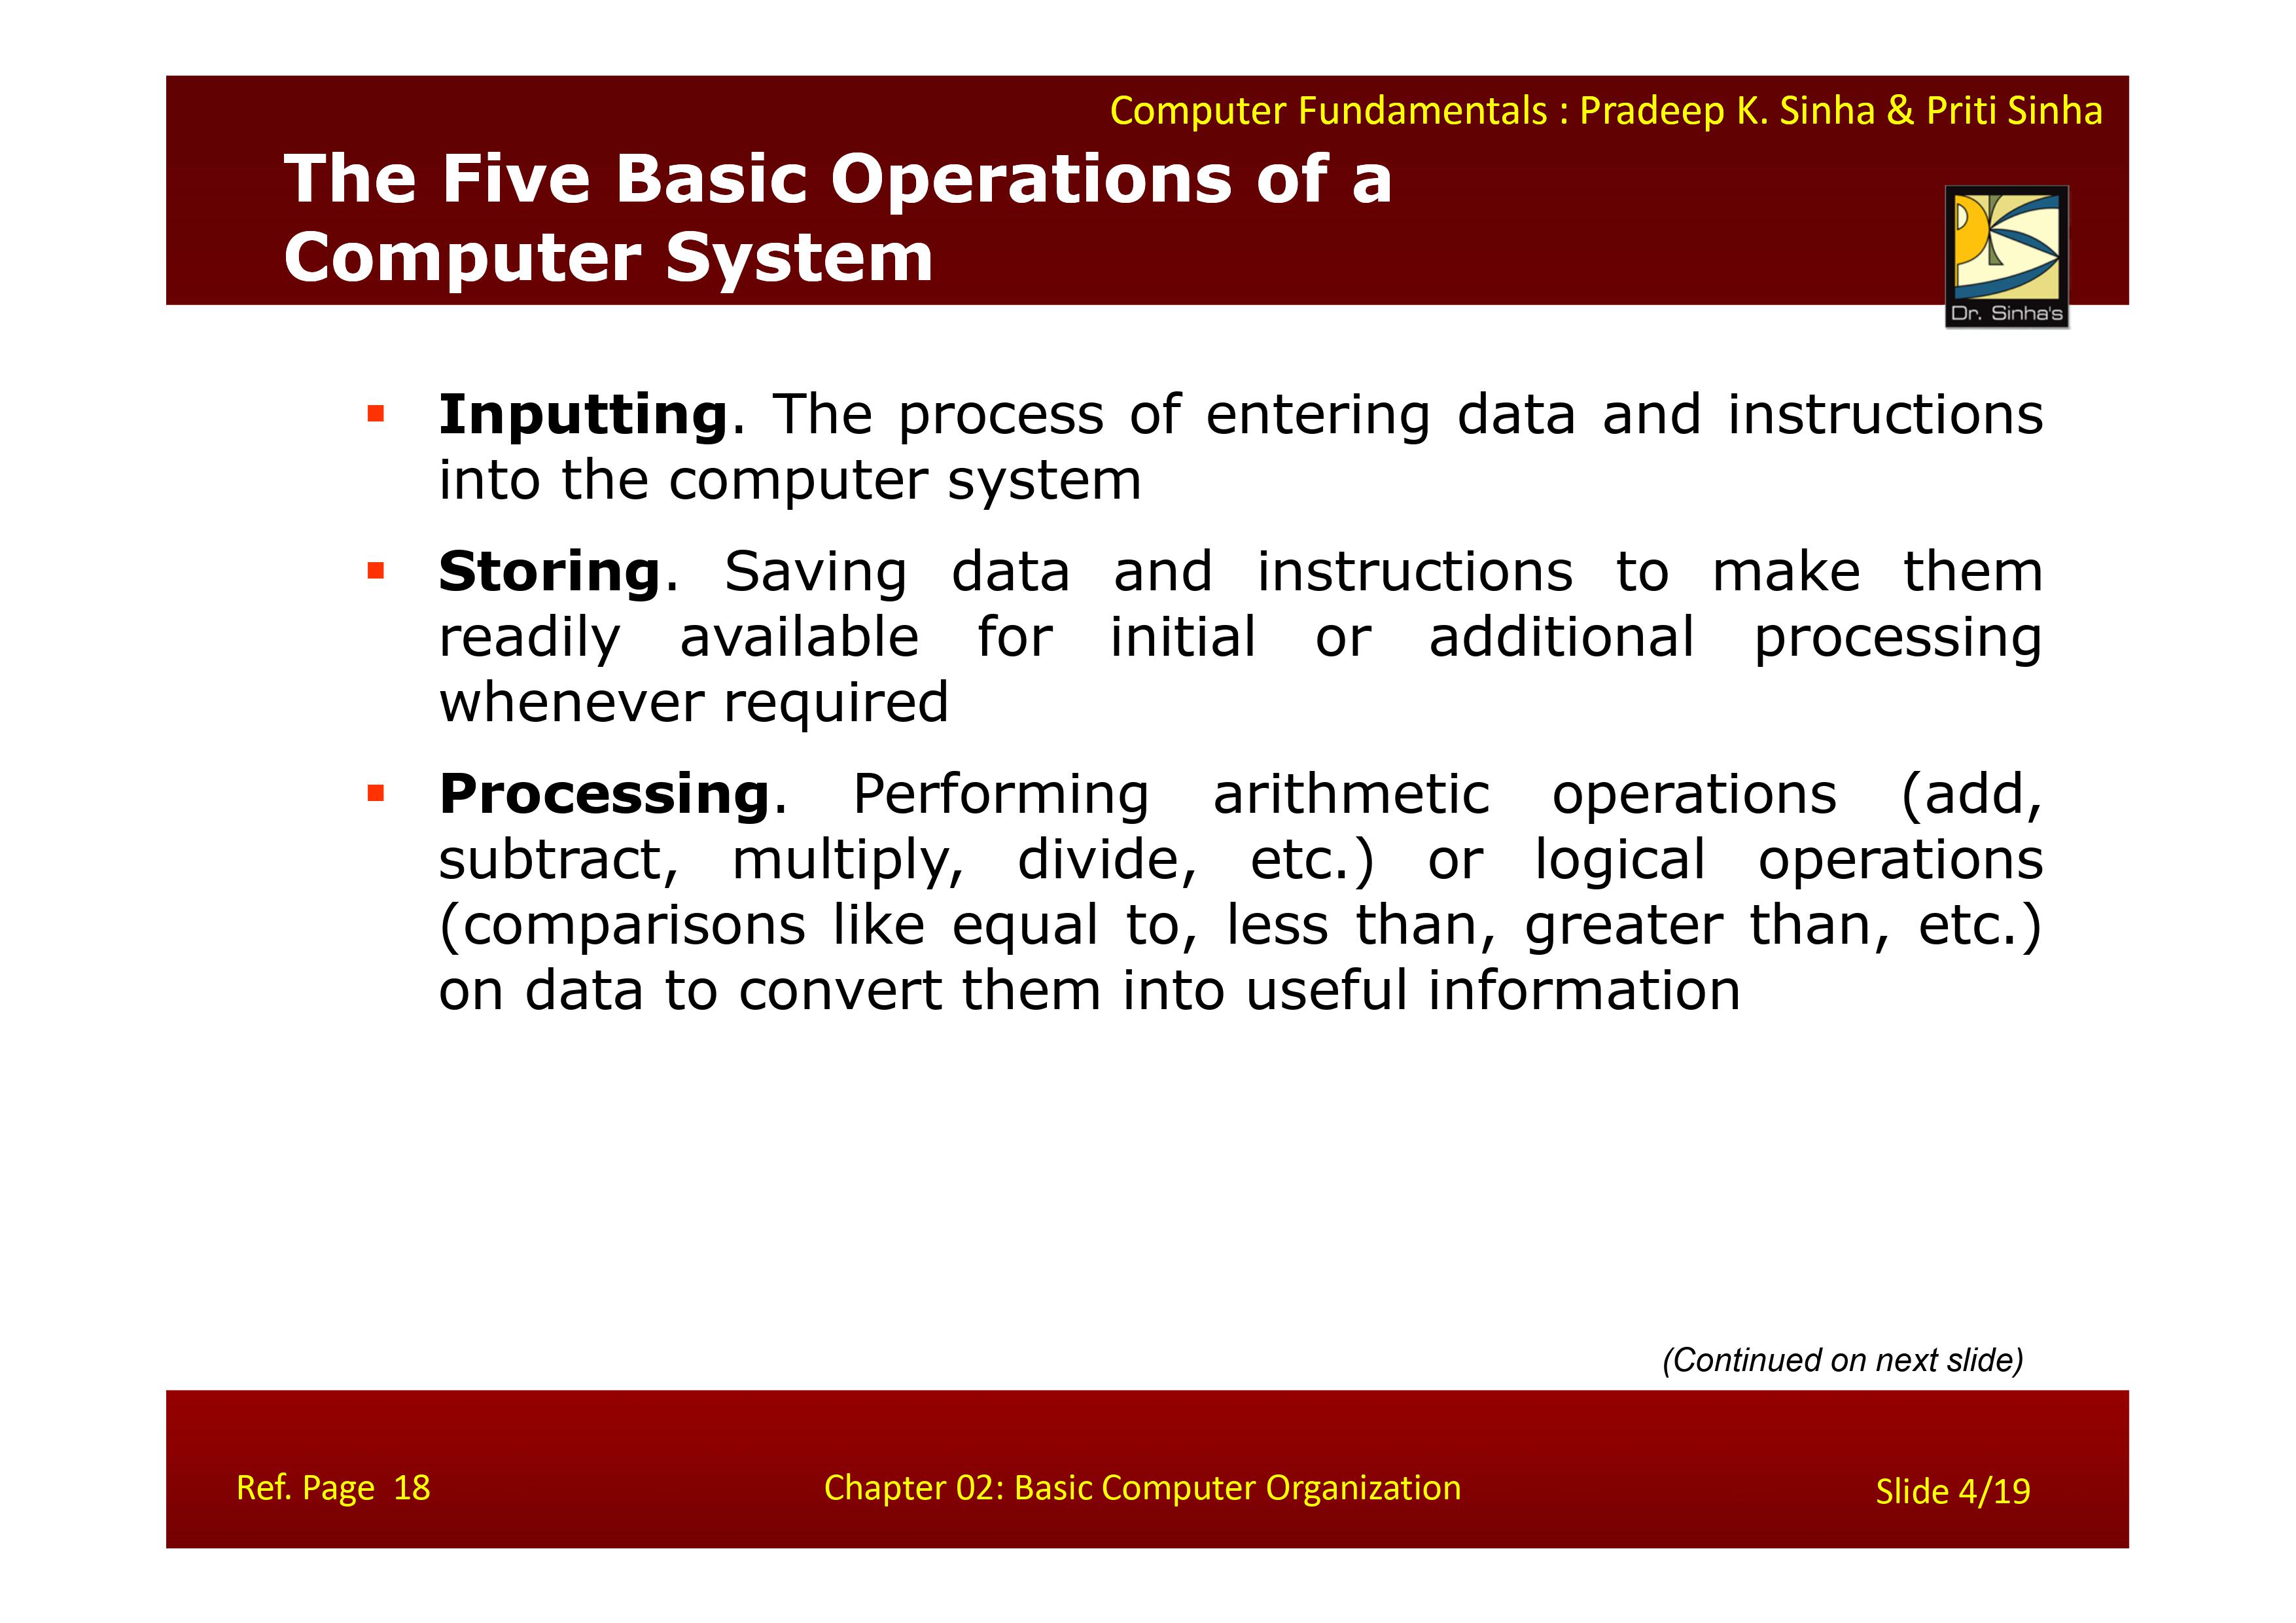 Computer Fundamentals : Pradeep K. Sinha & Priti Sinha
The Five Basic Operations of a
Computer System
Dr. Sinha's
▪ Inputting. The process of entering data and instructions
into the computer system
▪ Storing. Saving data and instructions to make them
readily available for initial or additional processing
whenever required
▪ Processing. Performing arithmetic operations (add,
subtract, multiply, divide, etc.) or logical operations
(comparisons like equal to, less than, greater than, etc.)
on data to convert them into useful information
(Continued on next slide)
Ref. Page 18
Chapter 02: Basic Computer Organization
Slide 4/19